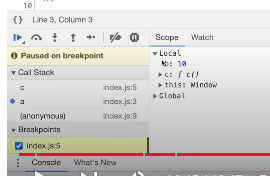 10
{} Line 3, Column 3
Paused on breakpoint
Call Stack
c index.js:5
a index.js:3
(anonymous) index.js:9
Breakpoints
index.js:5
Scope Watch
Local
b: 10
c: ƒ c()
this: Window
Global
Console What's New